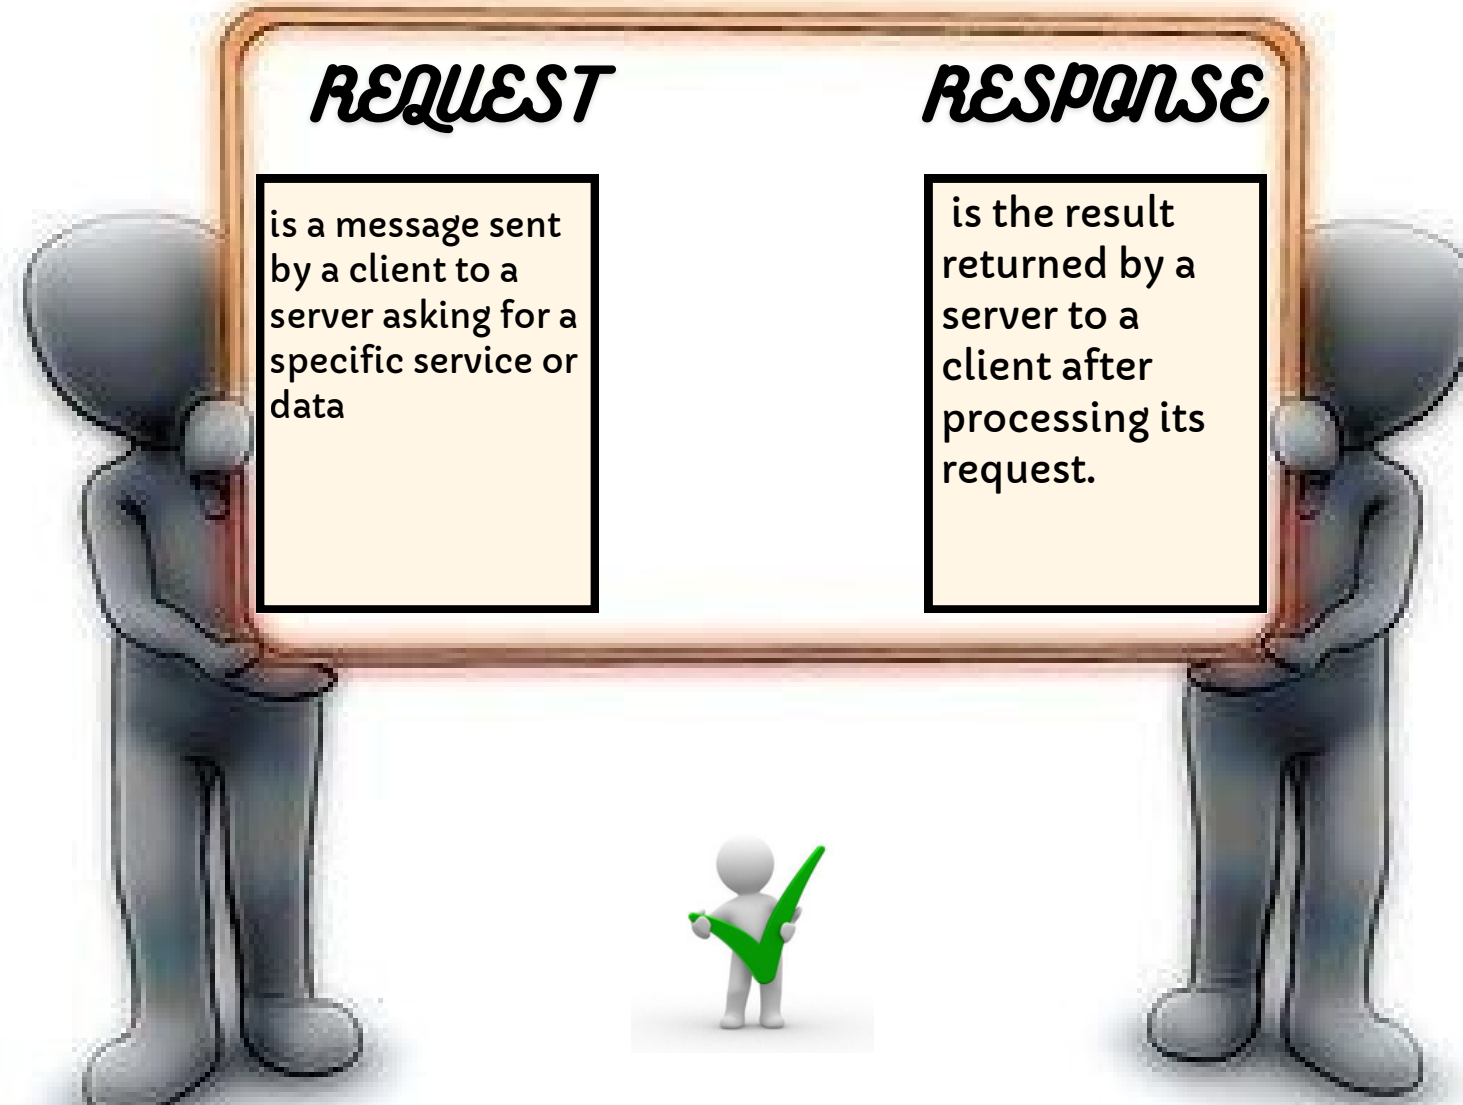 REQUEST
RESPONSE
is a message sent
by a client to a
server asking for a
specific service or
data
is the result
returned by a
server to a
client after
processing its
request.